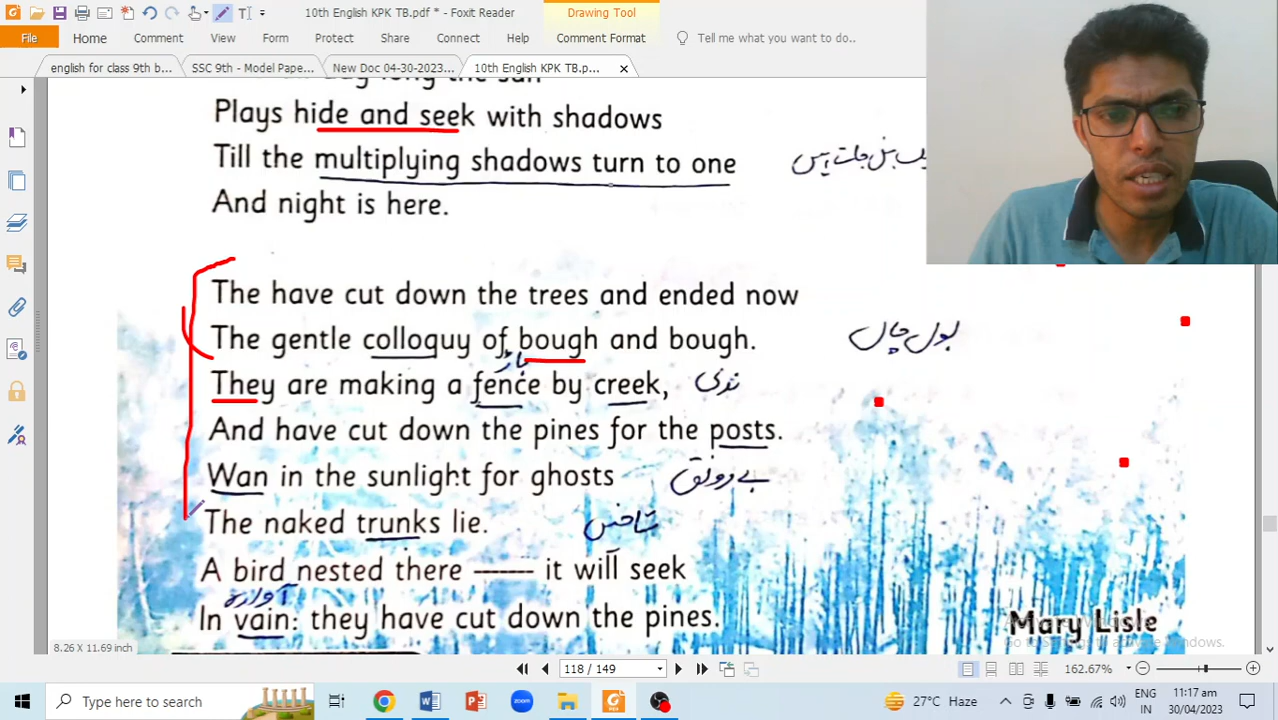 10th English KPK TB.pdf * - Foxit Reader
Drawing Tool
File Home Comment View Form Protect Share Connect Help Comment Format Tell me what you want to do..
english for class 9th b... SSC 9th - Model Pape... New Doc 04-30-2023... 10th English KPK TB.p...
Plays hide and seek with shadows
Till the multiplying shadows turn to one
And night is here.
The have cut down the trees and ended now
The gentle colloguy of bough and bough. بول چال
باڑ
They are making a fence by creek, ندی
And have cut down the pines for the posts.
Wan in the sunlight for ghosts بے رونق
The naked trunks lie. شاخیں
A bird nested there —— it will seek
آوارہ
In vain: they have cut down the pines.
Mary Lisle
8.26 x 11.69 inch
118 / 149
162.67%
Type here to search
27°C Haze
ENG
IN
11:17 am
30/04/2023